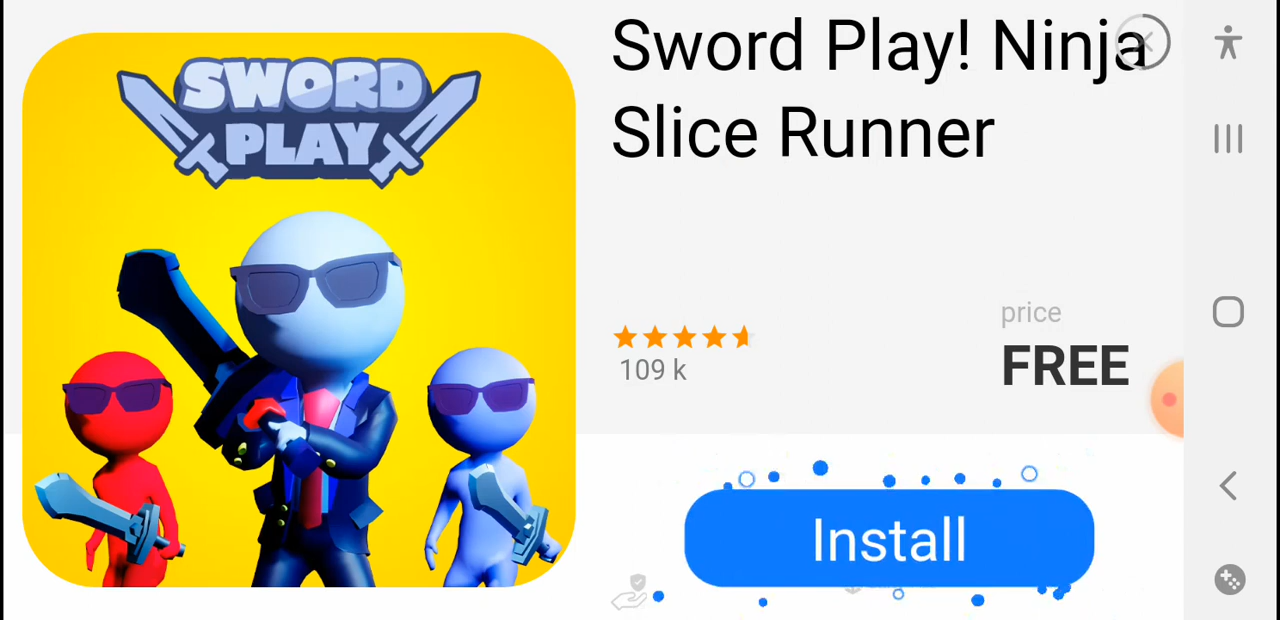 SWORD
PLAY
Sword Play! Ninja
Slice Runner
109 k
price
FREE
Install